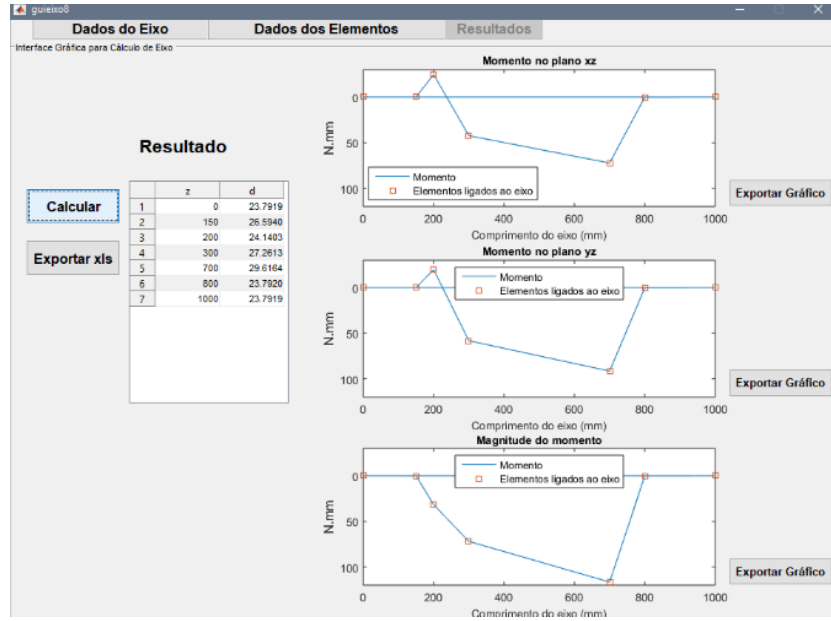 guieixo8
Dados do Eixo
Dados dos Elementos
Resultados
Interface Gráfica para Cálculo de Eixo
Resultado
Calcular
Exportar xls
z d
1 0 23.7919
2 150 26.5940
3 200 24.1403
4 300 27.2613
5 700 29.6164
6 800 23.7920
7 1000 23.7919
Momento no plano xz
N.mm
0
50
100
Momento
Elementos ligados ao eixo
0 200 400 600 800 1000
Comprimento do eixo (mm)
Exportar Gráfico
Momento no plano yz
N.mm
0
50
100
Momento
Elementos ligados ao eixo
0 200 400 600 800 1000
Comprimento do eixo (mm)
Exportar Gráfico
Magnitude do momento
N.mm
0
50
100
Momento
Elementos ligados ao eixo
0 200 400 600 800 1000
Comprimento do eixo (mm)
Exportar Gráfico